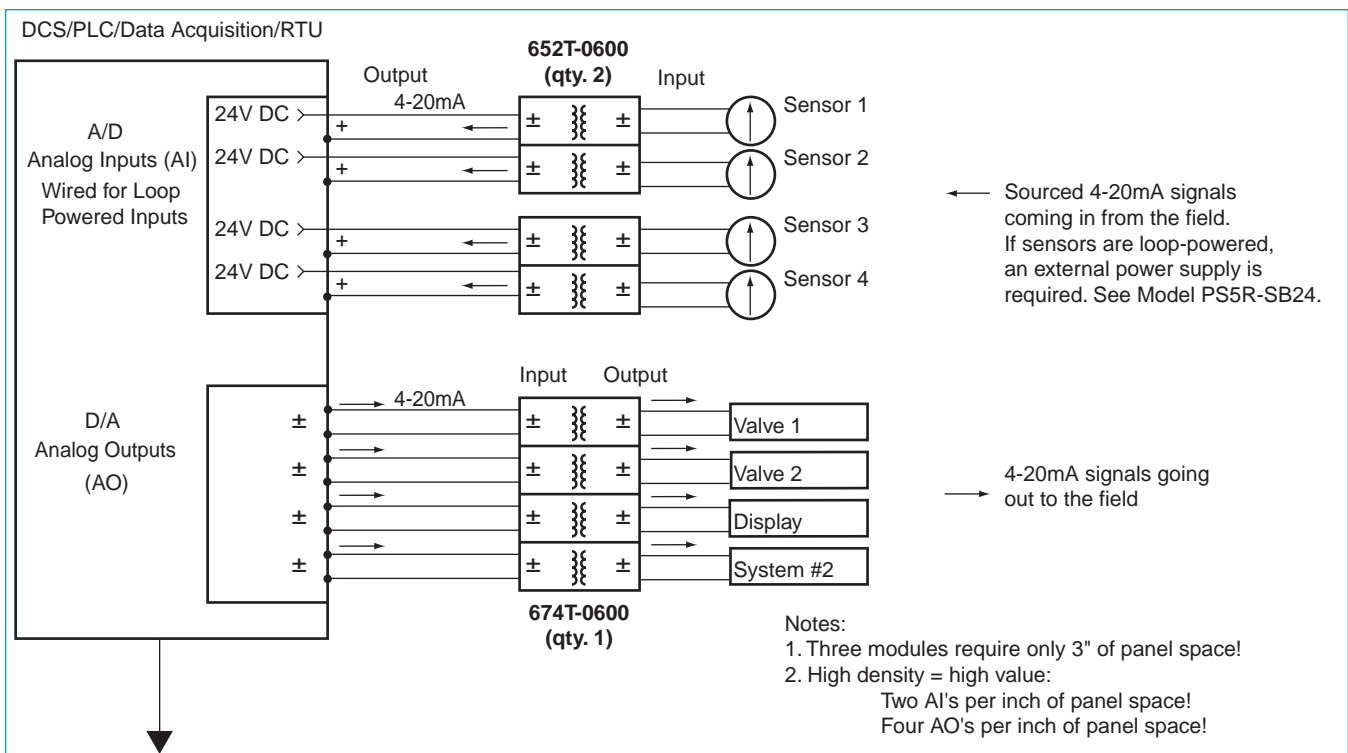 DCS/PLC/Data Acquisition/RTU
652T-0600
(qty. 2)
Output
Input
4-20mA
A/D
Analog Inputs (AI)
Wired for Loop
Powered Inputs
24V DC
+
±
±
Sensor 1
24V DC
+
±
±
Sensor 2
24V DC
+
±
±
Sensor 3
24V DC
+
±
±
Sensor 4
Sourced 4-20mA signals
coming in from the field.
If sensors are loop-powered,
an external power supply is
required. See Model PS5R-SB24.
Input
Output
4-20mA
D/A
Analog Outputs
(AO)
±
±
±
Valve 1
±
±
±
Valve 2
±
±
±
Display
±
±
±
System #2
4-20mA signals going
out to the field
674T-0600
(qty. 1)
Notes:
1. Three modules require only 3" of panel space!
2. High density = high value:
Two AI's per inch of panel space!
Four AO's per inch of panel space!